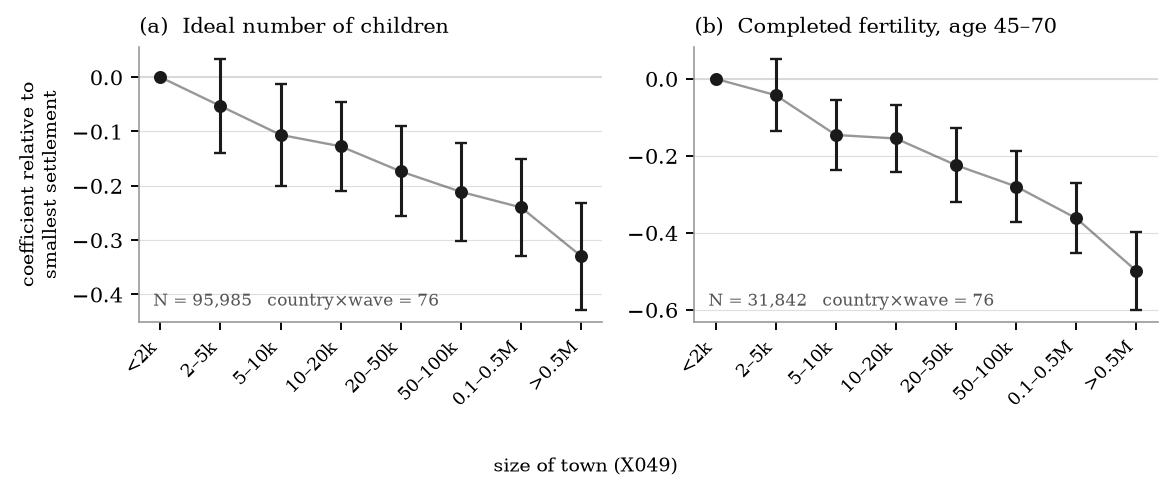 (a)  Ideal number of children
coefficient relative to
smallest settlement
0.0
−0.1
−0.2
−0.3
−0.4
N = 95,985   country×wave = 76
<2k
2–5k
5–10k
10–20k
20–50k
50–100k
0.1–0.5M
>0.5M
(b)  Completed fertility, age 45–70
0.0
−0.2
−0.4
−0.6
N = 31,842   country×wave = 76
<2k
2–5k
5–10k
10–20k
20–50k
50–100k
0.1–0.5M
>0.5M
size of town (X049)